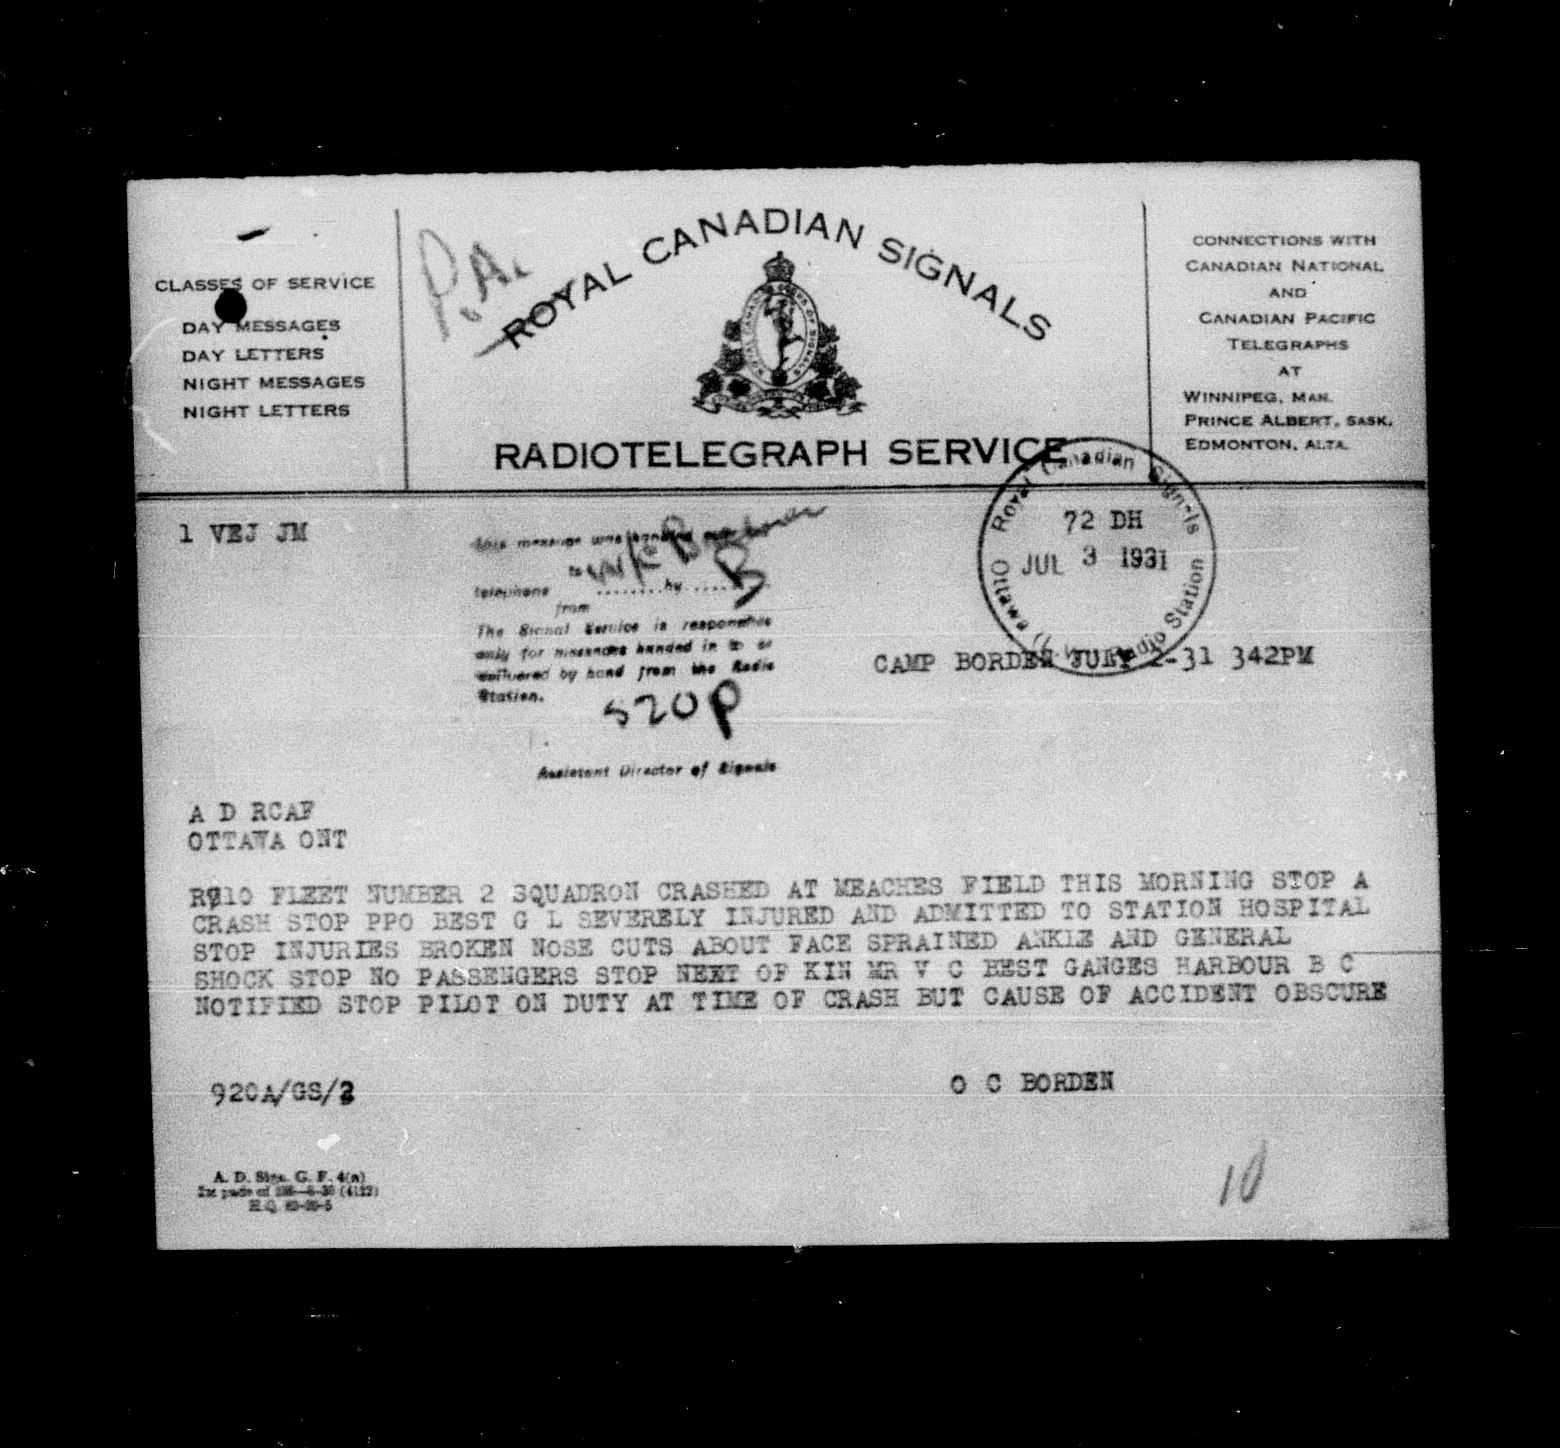 CLASSES OF SERVICE
DAY MESSAGES
DAY LETTERS
NIGHT MESSAGES
NIGHT LETTERS
P.A.
ROYAL CANADIAN SIGNALS
RADIOTELEGRAPH SERVICE
CONNECTIONS WITH
CANADIAN NATIONAL
AND
CANADIAN PACIFIC
TELEGRAPHS
AT
WINNIPEG, MAN.
PRINCE ALBERT, SASK.
EDMONTON, ALTA.
1 VEJ JM
This message was
to
telephone ........by........
from
The Signal Service is responsible
only for messages handed in to or
delivered by hand from the Radio
Station.
520P
Assistant Director of Signals
Royal Canadian Signals
72 DH
JUL 3 1931
Ottawa Radio Station
CAMP BORDEN JULY 2-31 342PM
A D RCAF
OTTAWA ONT
R710 FLEET NUMBER 2 SQUADRON CRASHED AT MEACHES FIELD THIS MORNING STOP A
CRASH STOP PPO BEST G L SEVERELY INJURED AND ADMITTED TO STATION HOSPITAL
STOP INJURIES BROKEN NOSE CUTS ABOUT FACE SPRAINED ANKLE AND GENERAL
SHOCK STOP NO PASSENGERS STOP NEXT OF KIN MR V C BEST GANGES HARBOUR B C
NOTIFIED STOP PILOT ON DUTY AT TIME OF CRASH BUT CAUSE OF ACCIDENT OBSCURE
920A/GS/3
O C BORDEN
A. D. Sigs. G. F. 4(a)
10